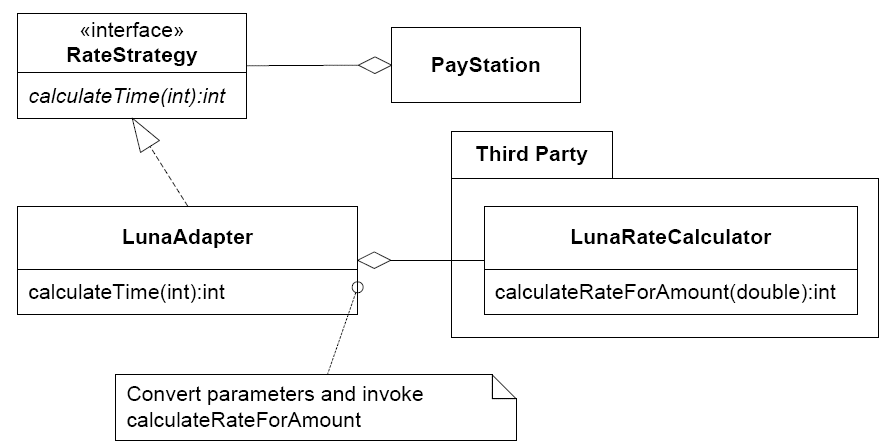 «interface»
RateStrategy
calculateTime(int):int
PayStation
Third Party
LunaAdapter
calculateTime(int):int
LunaRateCalculator
calculateRateForAmount(double):int
Convert parameters and invoke
calculateRateForAmount